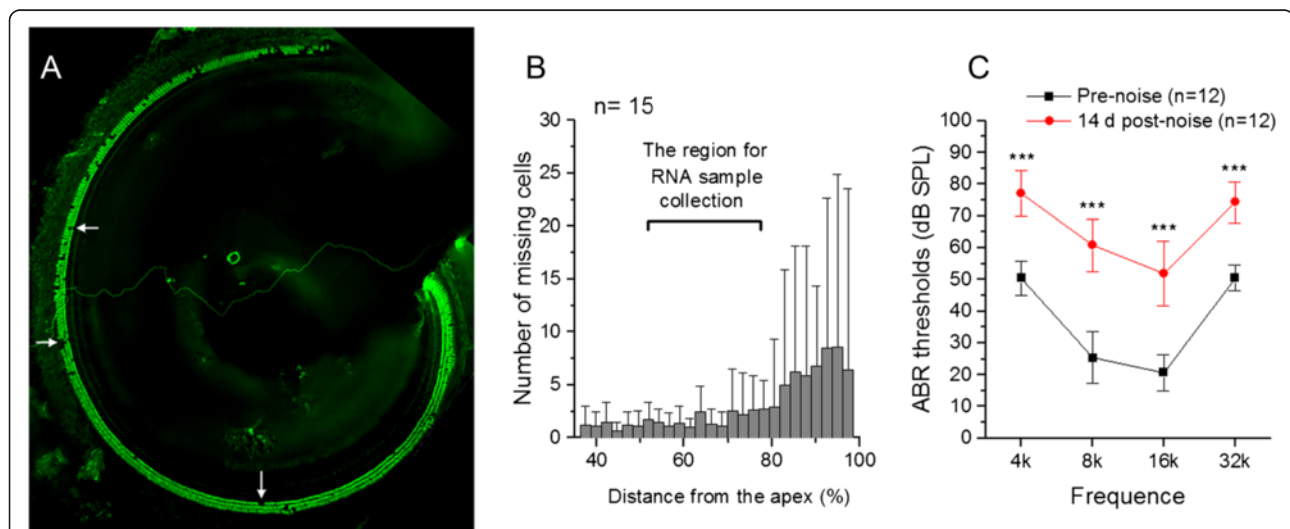 A
B
n= 15
30
25
20
15
10
5
0
Number of missing cells
The region for
RNA sample
collection
40
60
80
100
Distance from the apex (%)
C
Pre-noise (n=12)
14 d post-noise (n=12)
100
90
80
70
60
50
40
30
20
10
0
ABR thresholds (dB SPL)
***
***
***
***
4k
8k
16k
32k
Frequence